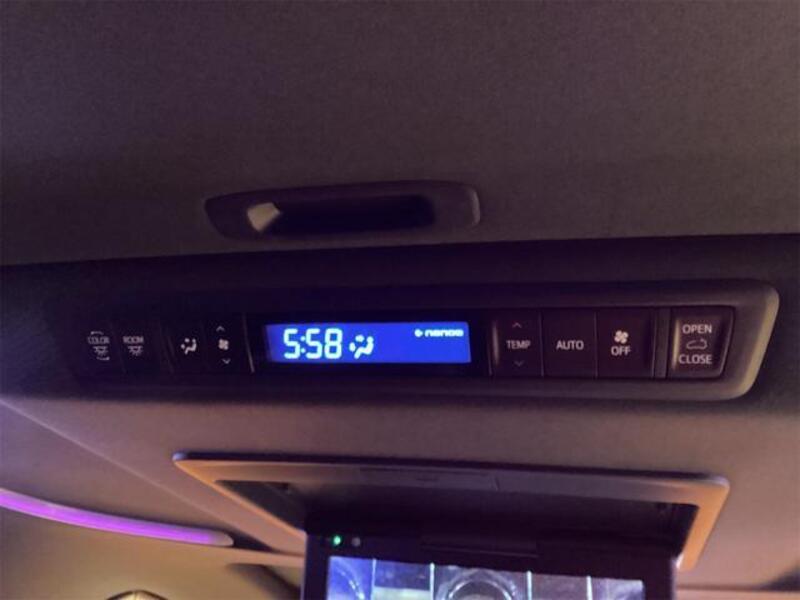 COLOR
ROOM
5:58
nanoe
TEMP
AUTO
OFF
OPEN
CLOSE